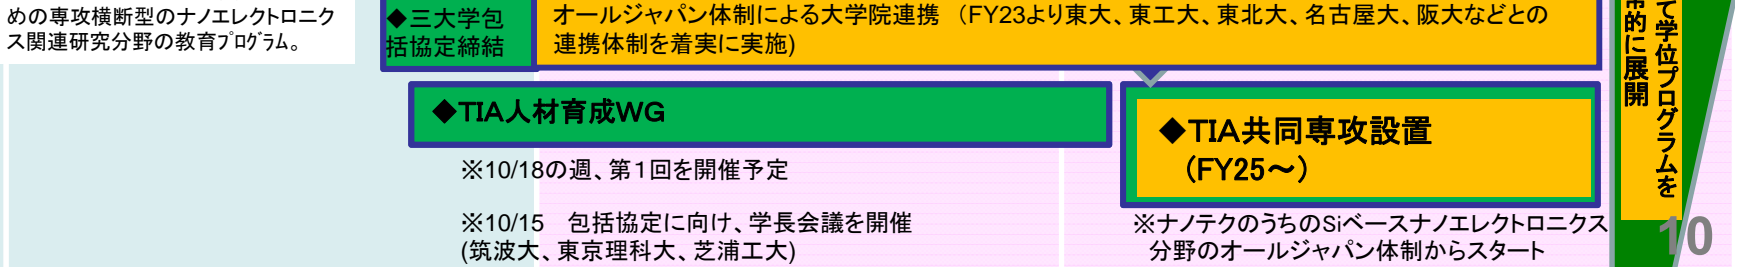 めの専攻横断型のナノエレクトロニク
ス関連研究分野の教育ﾌﾟﾛｸﾞﾗﾑ。
◆三大学包
括協定締結
オールジャパン体制による大学院連携 （FY23より東大、東工大、東北大、名古屋大、阪大などとの
連携体制を着実に実施)
◆TIA人材育成WG
※10/18の週、第１回を開催予定
※10/15　包括協定に向け、学長会議を開催
(筑波大、東京理科大、芝浦工大)
◆TIA共同専攻設置
(FY25～)
※ナノテクのうちのSiベースナノエレクトロニクス
分野のオールジャパン体制からスタート
て学位プログラムを
的に展開
10